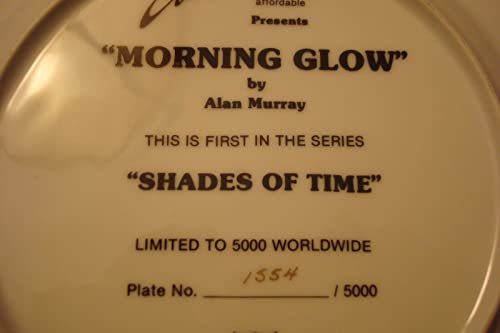 affordable
Presents
"MORNING GLOW"
by
Alan Murray
THIS IS FIRST IN THE SERIES
"SHADES OF TIME"
LIMITED TO 5000 WORLDWIDE
Plate No. 1554 / 5000